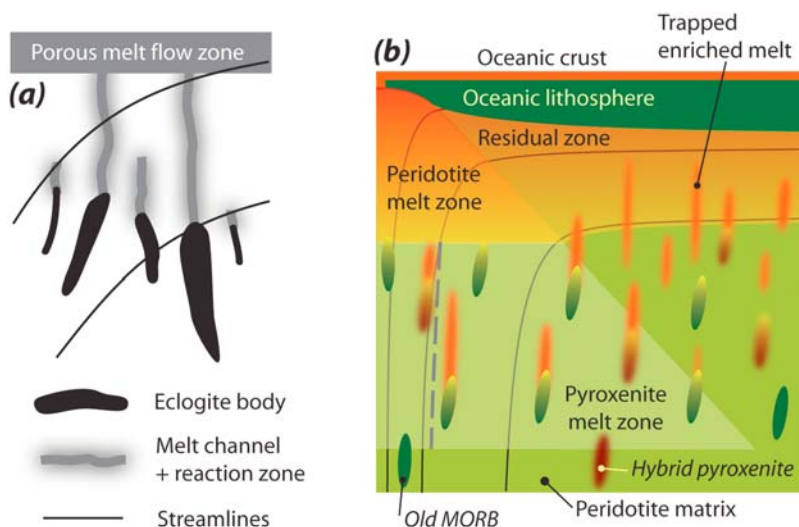 Porous melt flow zone
(a)
Eclogite body
Melt channel
+ reaction zone
Streamlines
(b)
Trapped
enriched melt
Oceanic crust
Oceanic lithosphere
Residual zone
Peridotite
melt zone
Pyroxenite
melt zone
Hybrid pyroxenite
Old MORB
Peridotite matrix